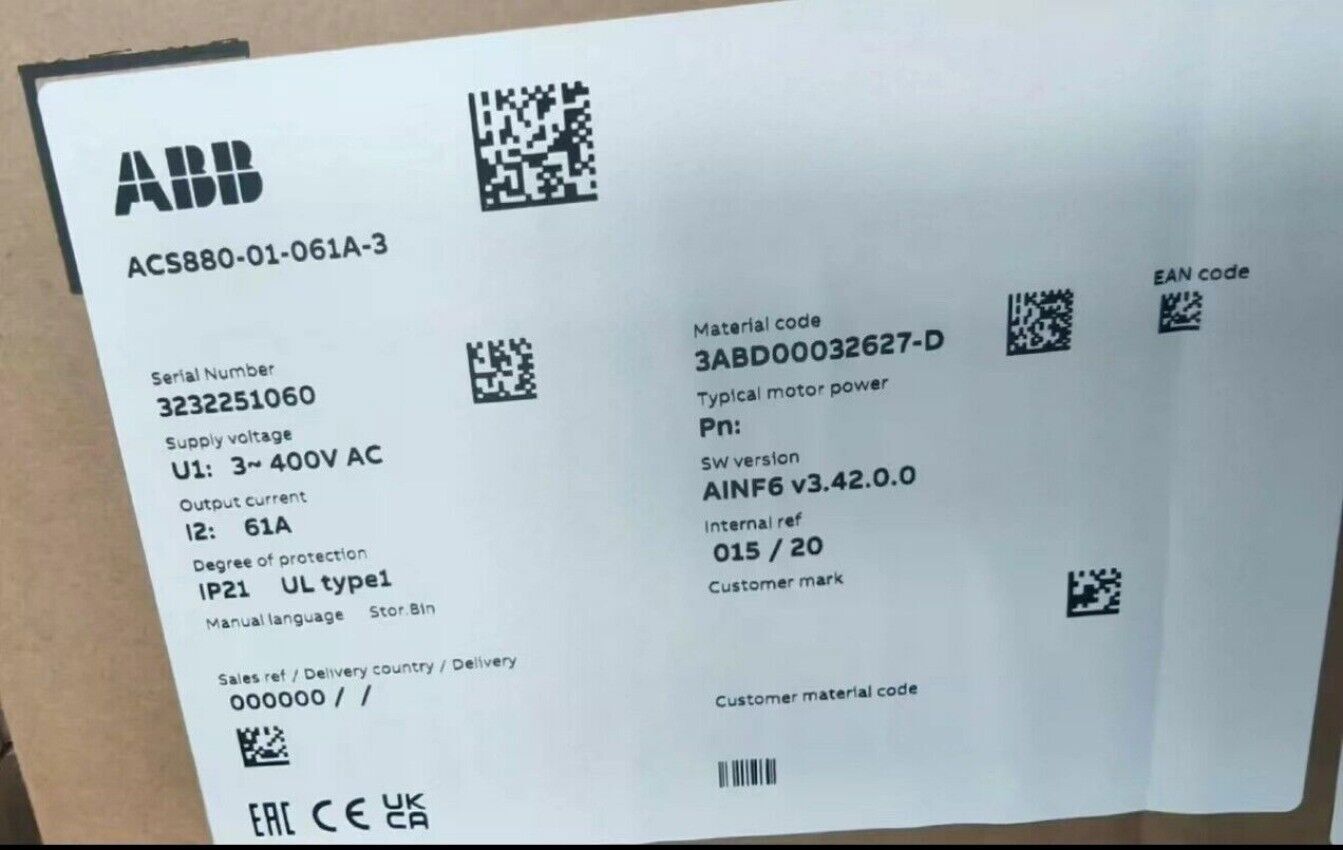 ABB
ACS880-01-061A-3
Serial Number
3232251060
Supply voltage
U1: 3~ 400V AC
Output current
I2: 61A
Degree of protection
IP21 UL type1
Manual language Stor.Bin
Sales ref / Delivery country / Delivery
000000 / /
EAC CE UK
CA
EAN code
Material code
3ABD00032627-D
Typical motor power
Pn:
SW version
AINF6 v3.42.0.0
Internal ref
015 / 20
Customer mark
Customer material code